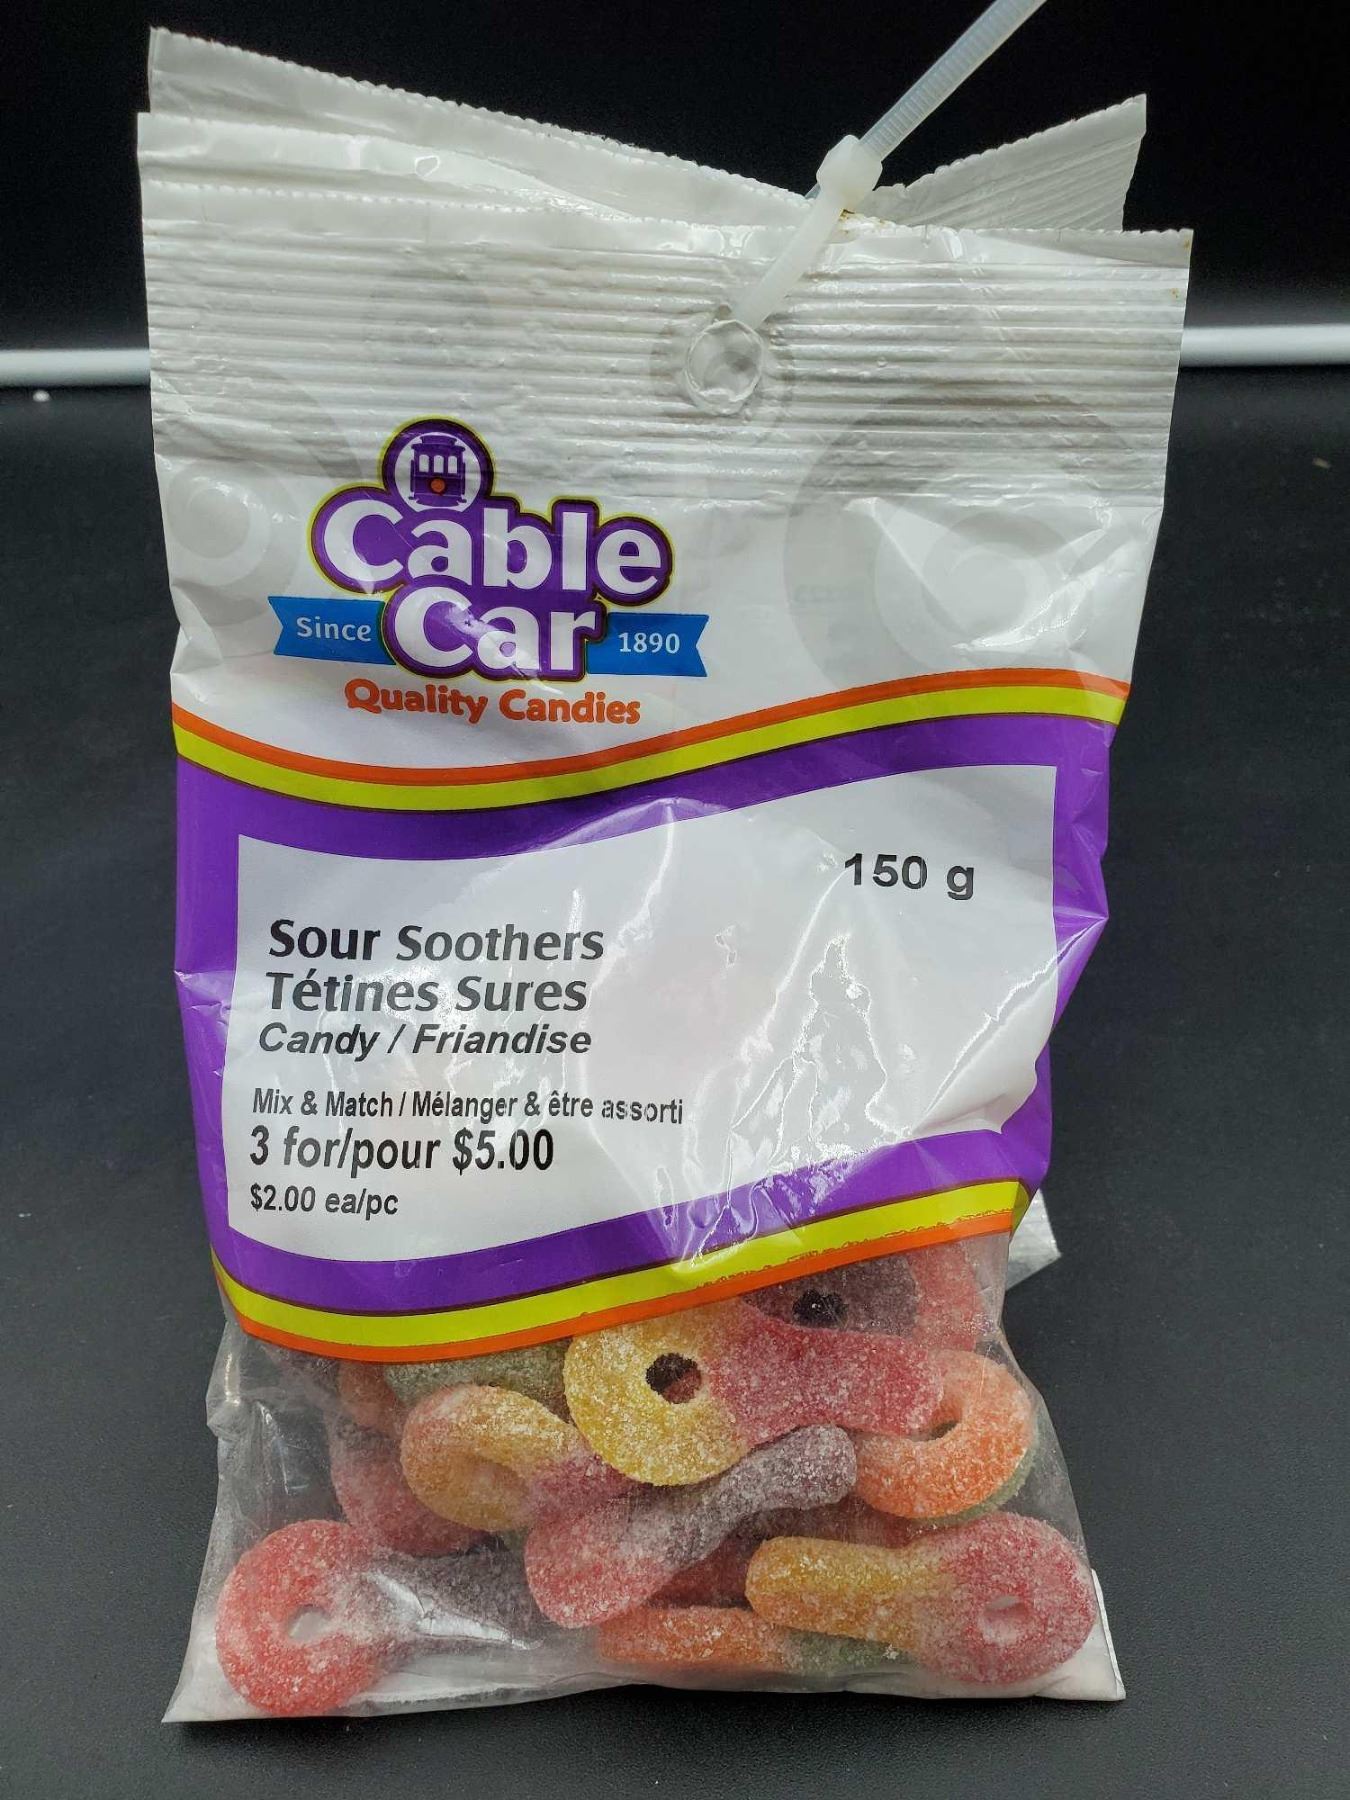 Cable
Car
Since 1890
Quality Candies
150 g
Sour Soothers
Tétines Sures
Candy / Friandise
Mix & Match / Mélanger & être assorti
3 for/pour $5.00
$2.00 ea/pc